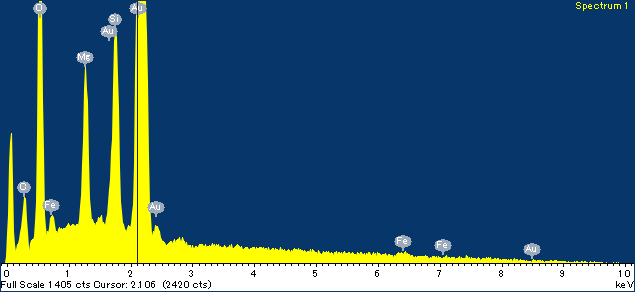 Spectrum 1
O Au
Si
Au
Mg
C
Fe
Au
Fe
Fe
Au
0 1 2 3 4 5 6 7 8 9 10
Full Scale 1405 cts Cursor: 2.106 (2420 cts) keV